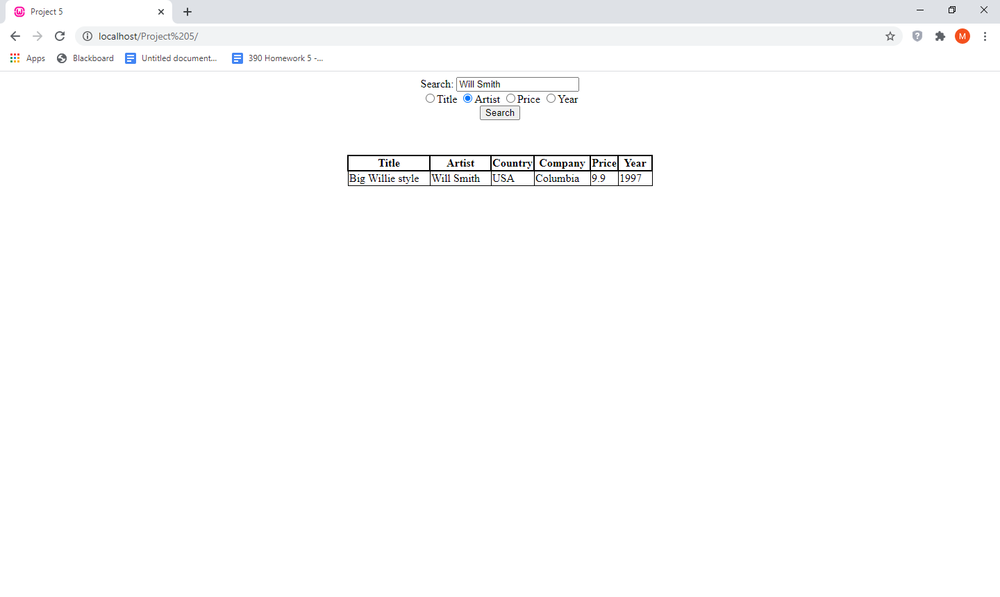 Project 5
localhost/Project%205/
M
Apps Blackboard Untitled document... 390 Homework 5 -...
Search: Will Smith
Title Artist Price Year
Search
Title Artist Country Company Price Year
Big Willie style Will Smith USA Columbia 9.9 1997